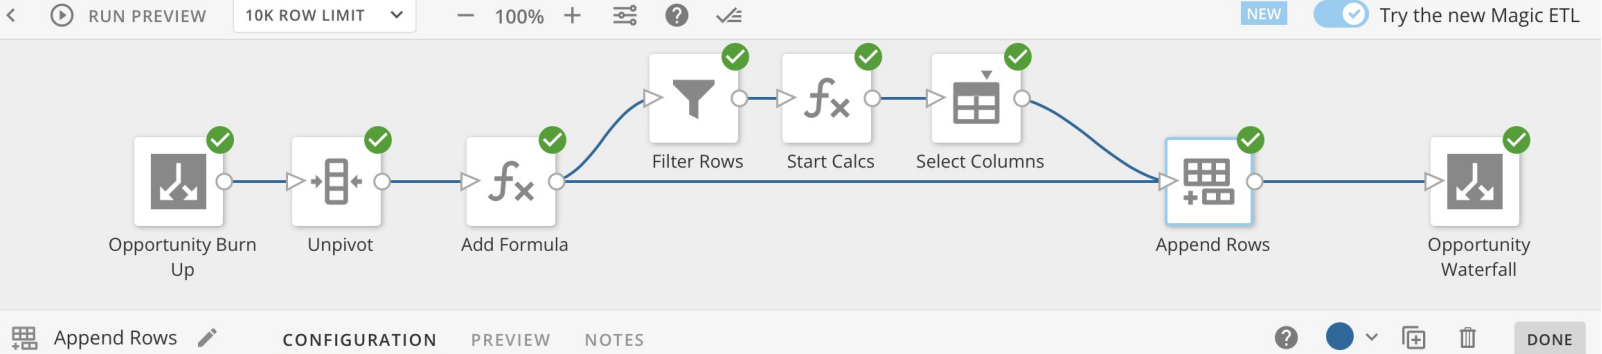 RUN PREVIEW
10K ROW LIMIT
100%
NEW
Try the new Magic ETL
Filter Rows
Start Calcs
Select Columns
Opportunity Burn
Up
Unpivot
Add Formula
Append Rows
Opportunity
Waterfall
Append Rows
CONFIGURATION
PREVIEW
NOTES
DONE